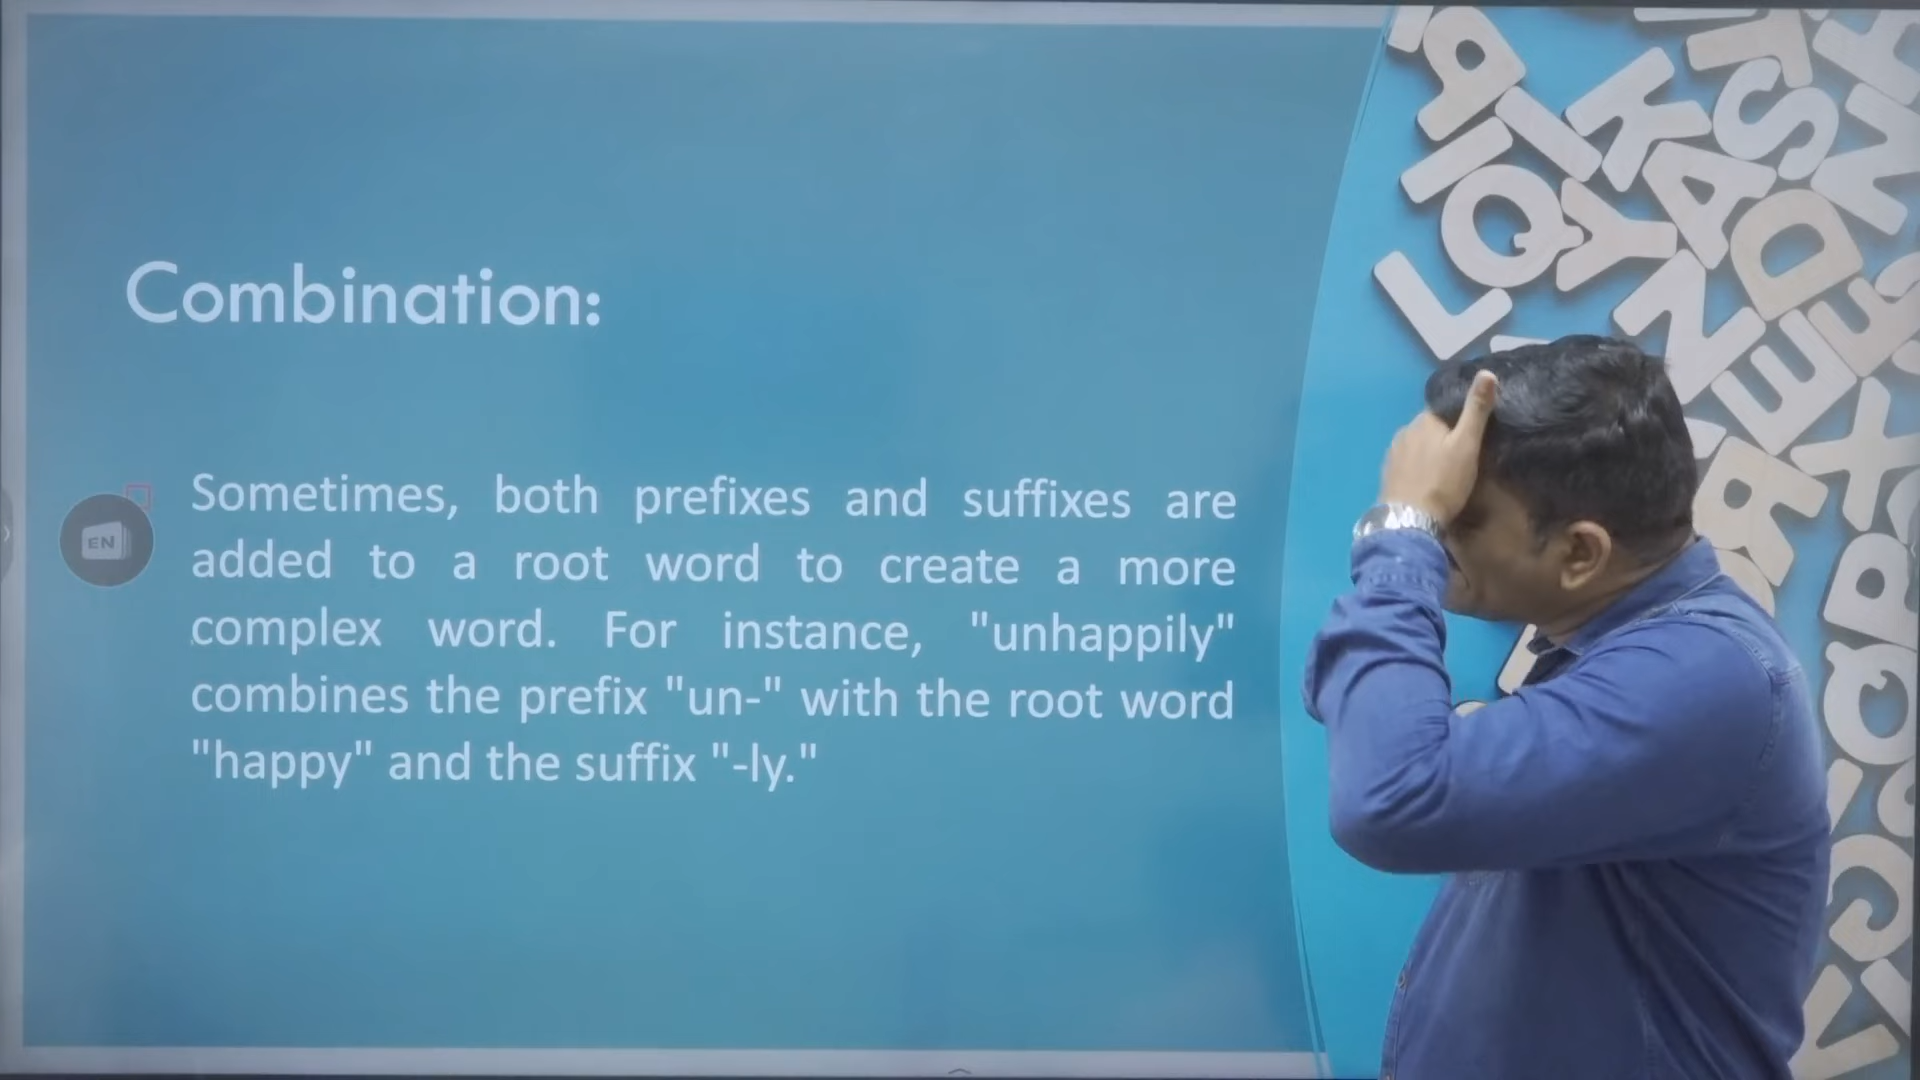 Combination:
Sometimes, both prefixes and suffixes are
added to a root word to create a more
complex word. For instance, "unhappily"
combines the prefix "un-" with the root word
"happy" and the suffix "-ly."
EN